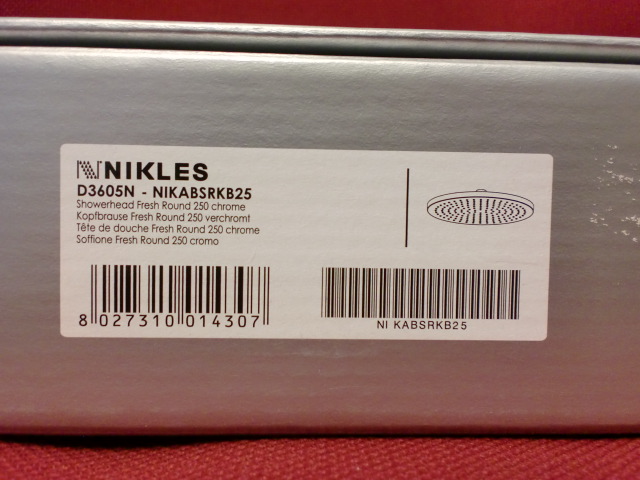 NIKLES
D3605N - NIKABSRKB25
Showerhead Fresh Round 250 chrome
Kopfbrause Fresh Round 250 verchromt
Tête de douche Fresh Round 250 chrome
Soffione Fresh Round 250 cromo
8 027310 014307
NI KABSRKB25